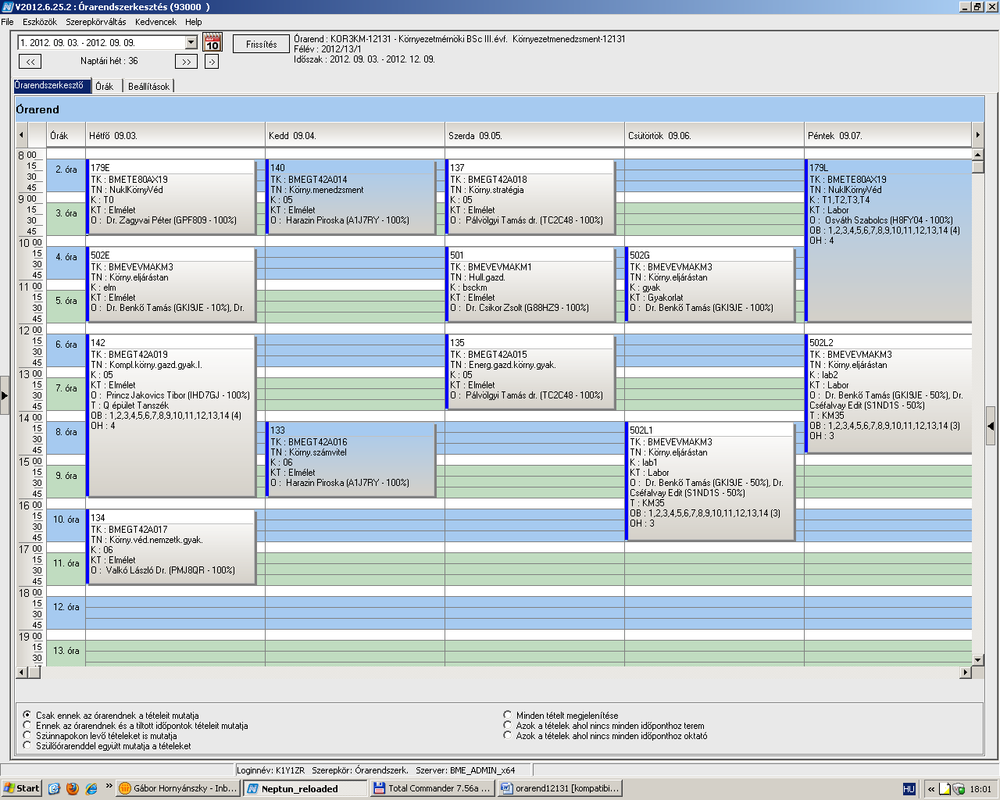 V2012.6.25.2 : Órarendszerkesztés (93000  )
File Eszközök Szerepkörváltás Kedvencek Help
1. 2012. 09. 03. - 2012. 09. 09.
10
Frissítés
<< Naptári hét : 36 >> ->
Órarend : KOR3KM-12131 - Környezetmérnöki BSc III.évf. Környezetmenedzsment-12131
Félév : 2012/13/1
Időszak : 2012. 09. 03. - 2012. 12. 09.
Órarendszerkesztő Órák Beállítások
Órarend
Órák Hétfő 09.03. Kedd 09.04. Szerda 09.05. Csütörtök 09.06. Péntek 09.07.
8 00
15
30
45
9 00
15
30
45
10 00
15
30
45
11 00
15
30
45
12 00
15
30
45
13 00
15
30
45
14 00
15
30
45
15 00
15
30
45
16 00
15
30
45
17 00
15
30
45
18 00
15
30
45
19 00
15
30
2. óra
3. óra
4. óra
5. óra
6. óra
7. óra
8. óra
9. óra
10. óra
11. óra
12. óra
13. óra
179E
TK : BMETE80AX19
TN : NuklKörnyVéd
K : T0
KT : Elmélet
O : Dr. Zagyvai Péter (GPF809 - 100%)
502E
TK : BMEVEVMAKM3
TN : Körny.eljárástan
K : elm
KT : Elmélet
O : Dr. Benkő Tamás (GKI9JE - 10%), Dr.
142
TK : BMEGT42A019
TN : Kompl.körny.gazd.gyak.I.
K : 05
KT : Elmélet
O : Princz Jakovics Tibor (IHD7GJ - 100%)
T : Q épület Tanszék
OB : 1,2,3,4,5,6,7,8,9,10,11,12,13,14 (4)
OH : 4
134
TK : BMEGT42A017
TN : Körny.véd.nemzetk.gyak.
K : 06
KT : Elmélet
O : Valkó László Dr. (PMJ8QR - 100%)
140
TK : BMEGT42A014
TN : Körny.menedzsment
K : 05
KT : Elmélet
O : Harazin Piroska (A1J7RY - 100%)
133
TK : BMEGT42A016
TN : Körny.számvitel
K : 06
KT : Elmélet
O : Harazin Piroska (A1J7RY - 100%)
137
TK : BMEGT42A018
TN : Körny.stratégia
K : 05
KT : Elmélet
O : Pálvölgyi Tamás dr. (TC2C48 - 100%)
501
TK : BMEVEVMAKM1
TN : Hull.gazd.
K : bsckm
KT : Elmélet
O : Dr. Csikor Zsolt (G88HZ9 - 100%)
135
TK : BMEGT42A015
TN : Energ.gazd.körny.gyak.
K : 05
KT : Elmélet
O : Pálvölgyi Tamás dr. (TC2C48 - 100%)
502G
TK : BMEVEVMAKM3
TN : Körny.eljárástan
K : gyak
KT : Gyakorlat
O : Dr. Benkő Tamás (GKI9JE - 100%)
502L1
TK : BMEVEVMAKM3
TN : Körny.eljárástan
K : lab1
KT : Labor
O : Dr. Benkő Tamás (GKI9JE - 50%), Dr.
Cséfalvay Edit (S1ND1S - 50%)
T : KM35
OB : 1,2,3,4,5,6,7,8,9,10,11,12,13,14 (3)
OH : 3
179L
TK : BMETE80AX19
TN : NuklKörnyVéd
K : T1,T2,T3,T4
KT : Labor
O : Osváth Szabolcs (H8FY04 - 100%)
OB : 1,2,3,4,5,6,7,8,9,10,11,12,13,14 (4)
OH : 4
502L2
TK : BMEVEVMAKM3
TN : Körny.eljárástan
K : lab2
KT : Labor
O : Dr. Benkő Tamás (GKI9JE - 50%), Dr.
Cséfalvay Edit (S1ND1S - 50%)
T : KM35
OB : 1,2,3,4,5,6,7,8,9,10,11,12,13,14 (3)
OH : 3
Csak ennek az órarendnek a tételeit mutatja
Ennek az órarendnek és a tiltott időpontok tételeit mutatja
Szünnapokon levő tételeket is mutatja
Szülőórarenddel együtt mutatja a tételeket
Minden tételt megjelenítése
Azok a tételek ahol nincs minden időponthoz terem
Azok a tételek ahol nincs minden időponthoz oktató
Loginnév: K1Y1ZR Szerepkör: Órarendszerk. Szerver: BME_ADMIN_x64
Start » Gábor Hornyánszky - Inb... Neptun_reloaded Total Commander 7.56a ... orarend12131 [kompatibi... HU « 18:01